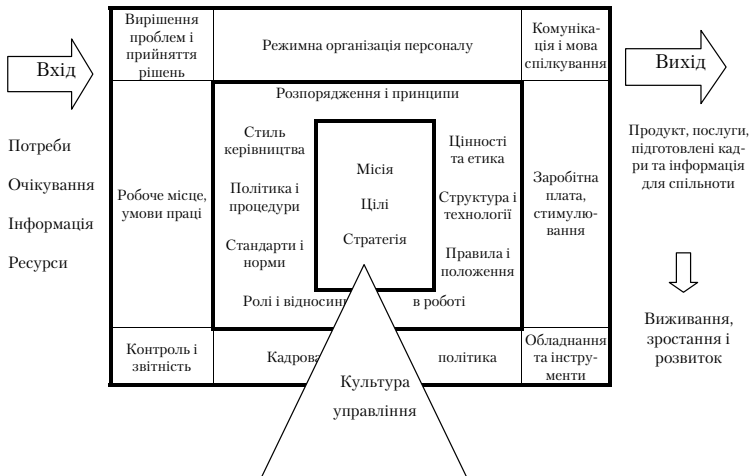 Вхід
Потреби
Очікування
Інформація
Ресурси
Вирішення
проблем і
прийняття
рішень
Режимна організація персоналу
Комуніка-
ція і мова
спілкування
Робоче місце,
умови праці
Розпорядження і принципи
Стиль
керівництва
Політика і
процедури
Стандарти і
норми
Місія
Цілі
Стратегія
Цінності
та етика
Структура і
технології
Правила і
положення
Ролі і відносини в роботі
Заробітна
плата,
стимулю-
вання
Контроль і
звітність
Кадрова політика
Обладнання
та інстру-
менти
Культура
управління
Вихід
Продукт, послуги,
підготовлені кад-
ри та інформація
для спільноти
Виживання,
зростання і
розвиток